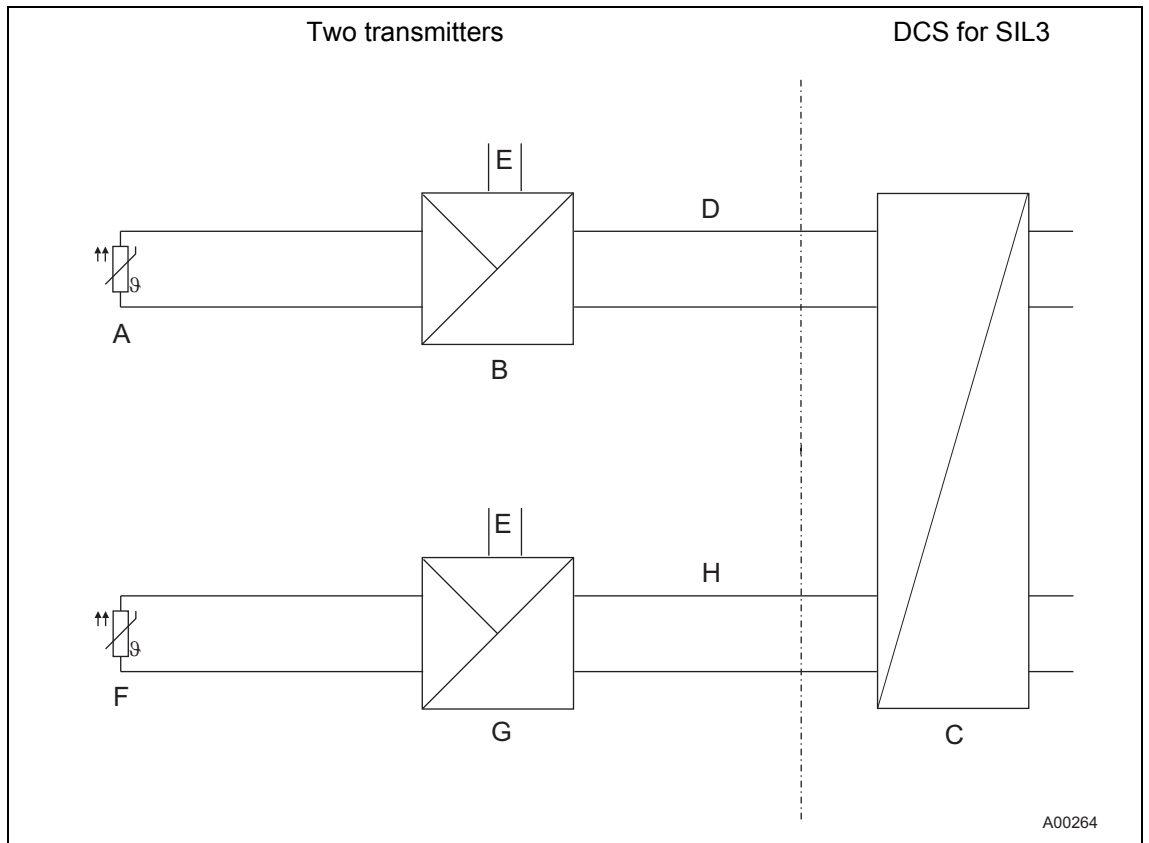 Two transmitters
DCS for SIL3
E
D
ϑ
A
B
E
H
ϑ
F
G
C
A00264